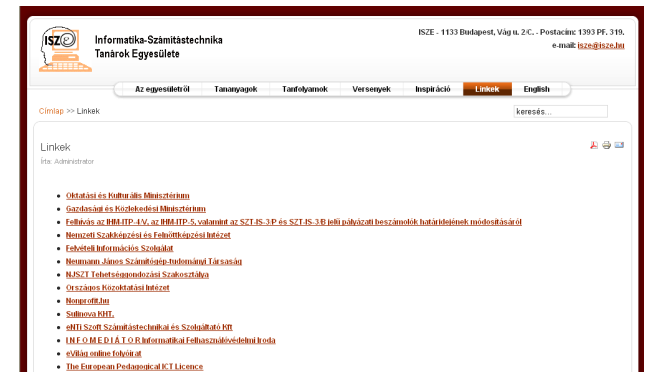 ISZE
Informatika-Számítástechnika
Tanárok Egyesülete
ISZE - 1133 Budapest, Vág u. 2/C. - Postacím: 1393 PF. 319.
e-mail: isze@isze.hu
Az egyesületről Tananyagok Tanfolyamok Versenyek Inspiráció Linkek English
Címlap >> Linkek
keresés...
Linkek
Írta: Administrator
Oktatási és Kulturális Minisztérium
Gazdasági és Közlekedési Minisztérium
Felhívás az IHM-ITP-4/V, az IHM-ITP-5, valamint az SZT-IS-3/P és SZT-IS-3/B jelű pályázati beszámolók határidejének módosításáról
Nemzeti Szakképzési és Felnőttképzési Intézet
Felvételi Információs Szolgálat
Neumann János Számítógép-tudományi Társaság
NJSZT Tehetséggondozási Szakosztálya
Országos Közoktatási Intézet
Nonprofit.hu
Sulinova KHT.
eNTi Szoft Számítástechnikai és Szolgáltató Kft
I N F O M E D I Á T O R Informatikai Felhasználóvédelmi Iroda
eVilág online folyóirat
The European Pedagogical ICT Licence